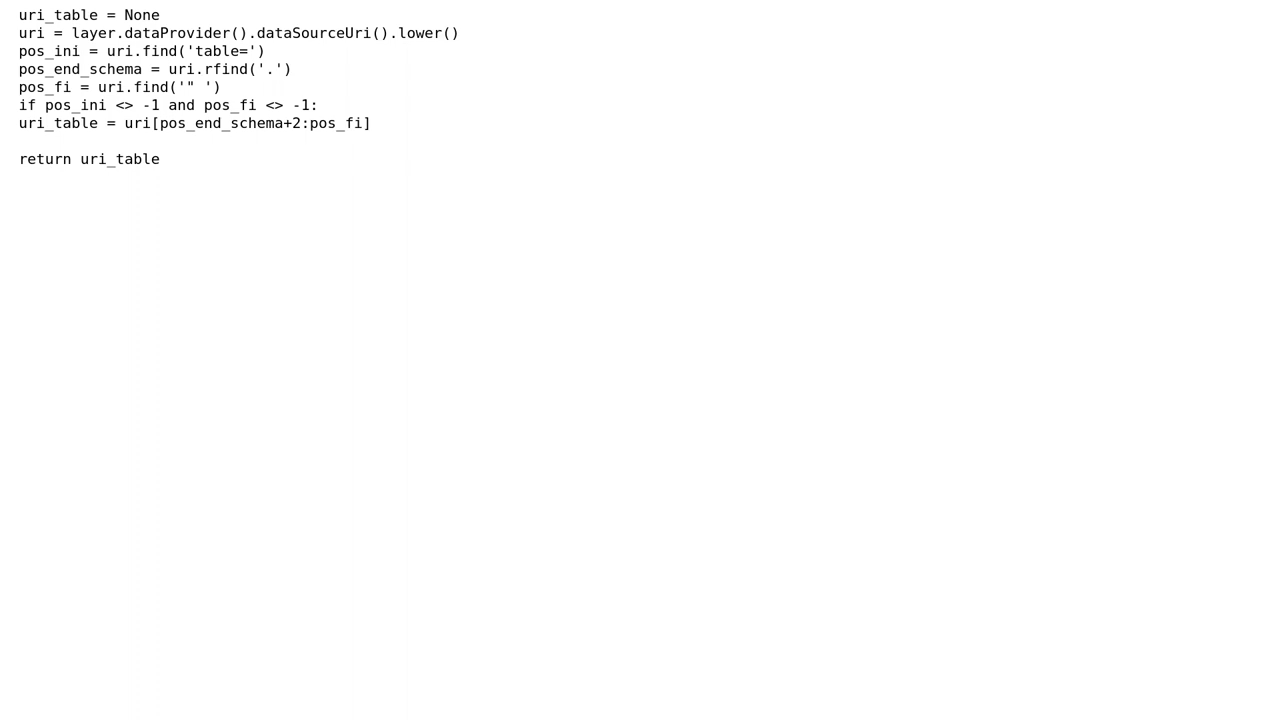 uri_table = None
uri = layer.dataProvider().dataSourceUri().lower()
pos_ini = uri.find('table=')
pos_end_schema = uri.rfind('.')
pos_fi = uri.find('" ')
if pos_ini <> -1 and pos_fi <> -1:
uri_table = uri[pos_end_schema+2:pos_fi]

return uri_table